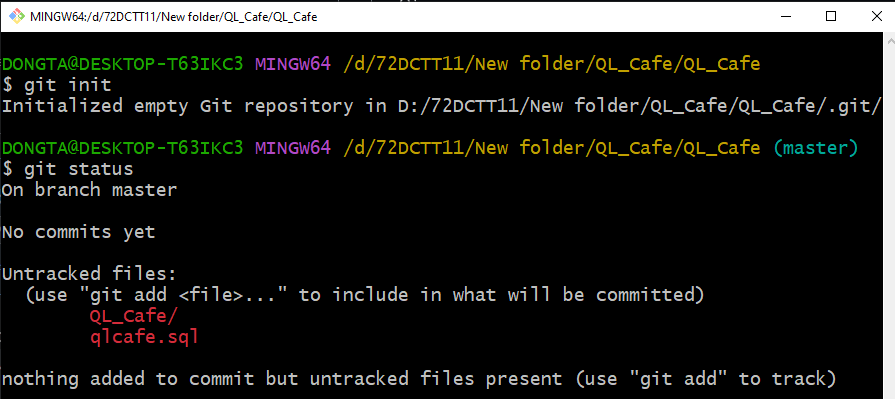 MINGW64:/d/72DCTT11/New folder/QL_Cafe/QL_Cafe
DONGTA@DESKTOP-T63IKC3 MINGW64 /d/72DCTT11/New folder/QL_Cafe/QL_Cafe
$ git init
Initialized empty Git repository in D:/72DCTT11/New folder/QL_Cafe/QL_Cafe/.git/
DONGTA@DESKTOP-T63IKC3 MINGW64 /d/72DCTT11/New folder/QL_Cafe/QL_Cafe (master)
$ git status
On branch master
No commits yet
Untracked files:
(use "git add <file>..." to include in what will be committed)
QL_Cafe/
qlcafe.sql
nothing added to commit but untracked files present (use "git add" to track)